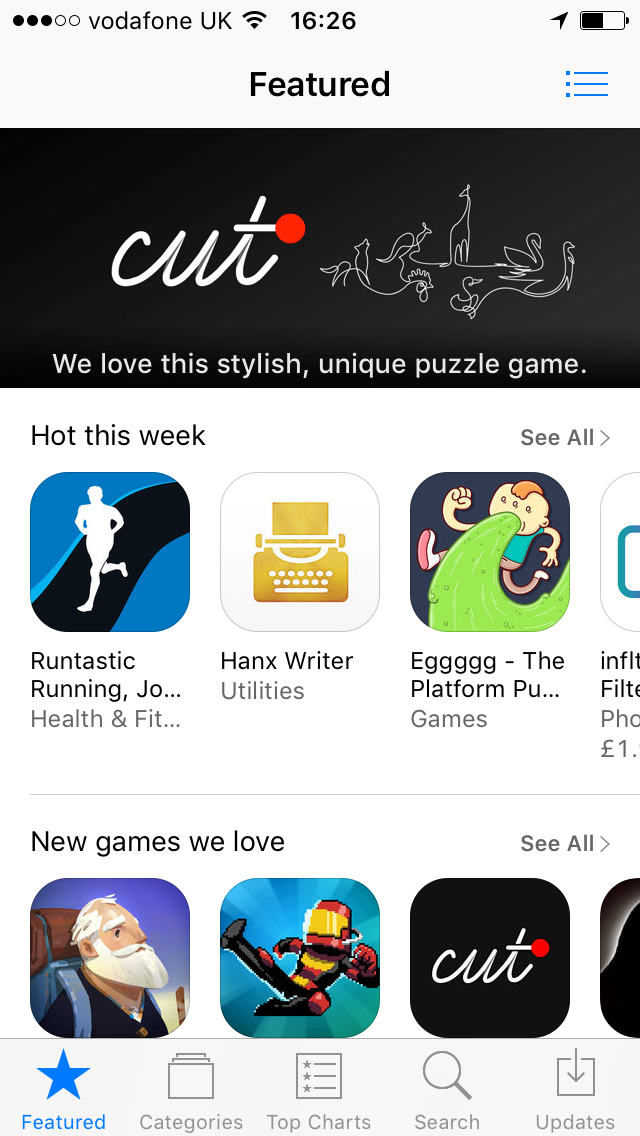 vodafone UK 16:26
Featured
cut
We love this stylish, unique puzzle game.
Hot this week
See All
Runtastic
Running, Jo...
Health & Fit...
Hanx Writer
Utilities
Eggggg - The
Platform Pu...
Games
inflt
Filte
Pho
£1.
New games we love
See All
cut
Featured
Categories
Top Charts
Search
Updates